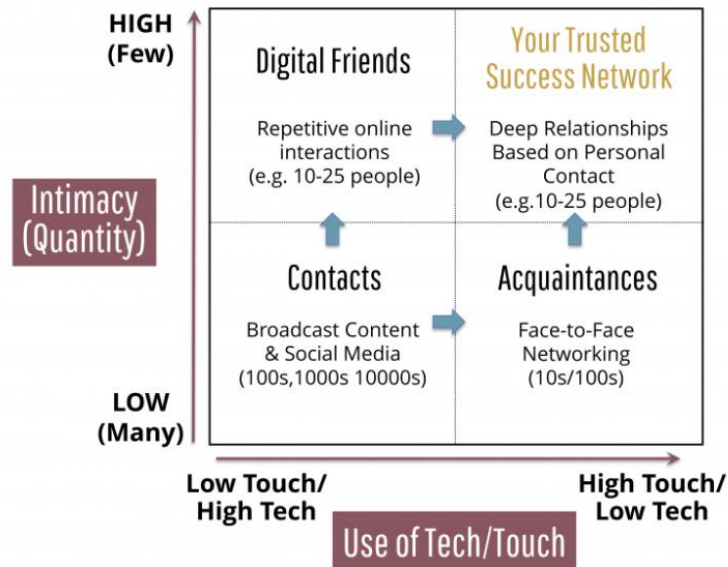 HIGH
(Few)
Digital Friends
Your Trusted
Success Network
Repetitive online
interactions
(e.g. 10-25 people)
Deep Relationships
Based on Personal
Contact
(e.g.10-25 people)
Intimacy
(Quantity)
Contacts
Acquaintances
Broadcast Content
& Social Media
(100s,1000s 10000s)
Face-to-Face
Networking
(10s/100s)
LOW
(Many)
Low Touch/
High Tech
High Touch/
Low Tech
Use of Tech/Touch